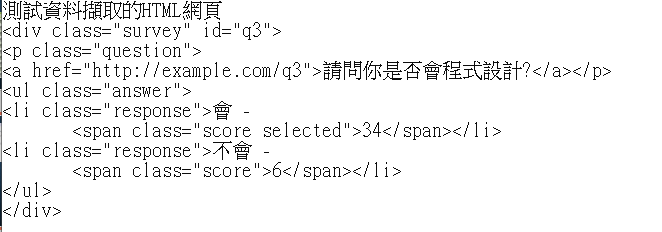 測試資料擷取的HTML網頁
<div class="survey" id="q3">
<p class="question">
<a href="http://example.com/q3">請問你是否會程式設計?</a></p>
<ul class="answer">
<li class="response">會 -
      <span class="score selected">34</span></li>
<li class="response">不會 -
      <span class="score">6</span></li>
</ul>
</div>